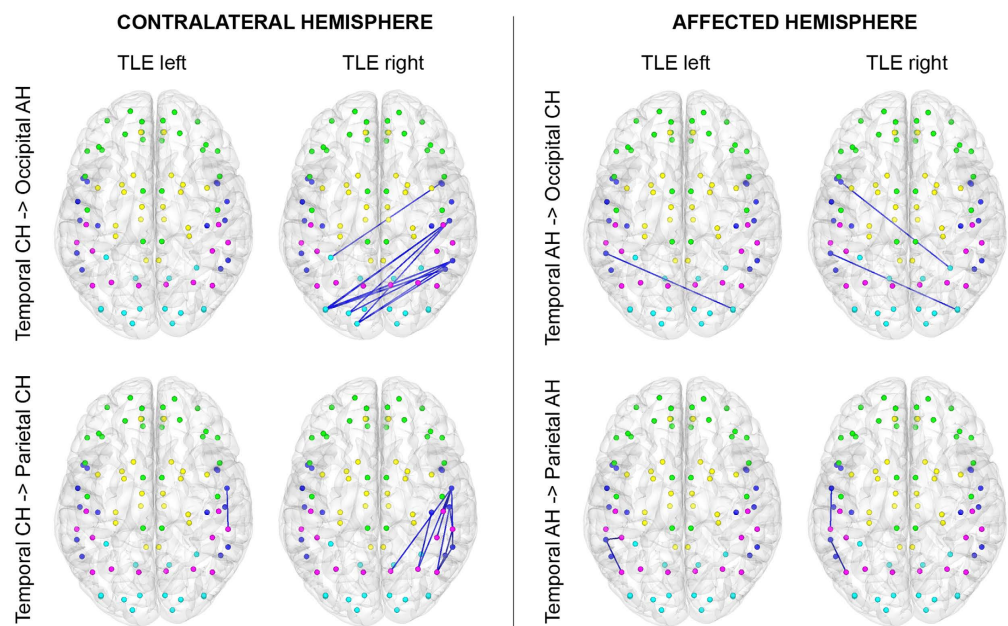 CONTRALATERAL HEMISPHERE
AFFECTED HEMISPHERE
TLE left
TLE right
TLE left
TLE right
Temporal CH -> Occipital AH
Temporal AH -> Occipital CH
Temporal CH -> Parietal CH
Temporal AH -> Parietal AH